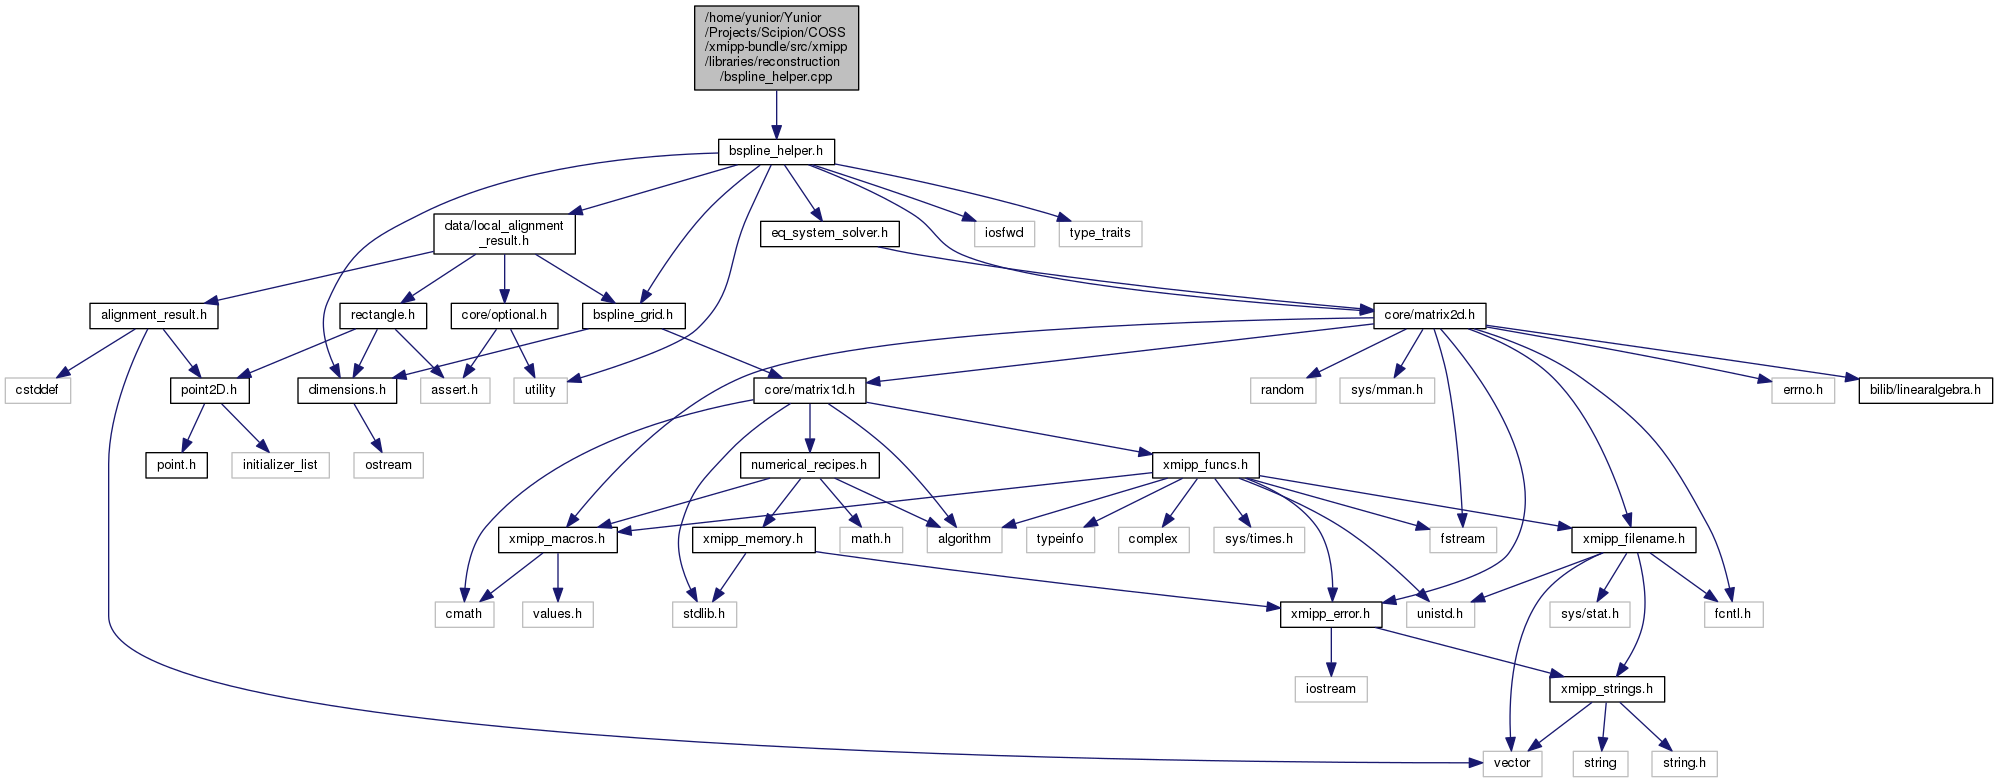 /home/yunior/Yunior
/Projects/Scipion/COSS
/xmipp-bundle/src/xmipp
/libraries/reconstruction
/bspline_helper.cpp
bspline_helper.h
data/local_alignment
_result.h
eq_system_solver.h
iosfwd
type_traits
alignment_result.h
rectangle.h
core/optional.h
bspline_grid.h
core/matrix2d.h
cstddef
point2D.h
dimensions.h
assert.h
utility
core/matrix1d.h
random
sys/mman.h
errno.h
bilib/linearalgebra.h
point.h
initializer_list
ostream
numerical_recipes.h
xmipp_funcs.h
xmipp_macros.h
xmipp_memory.h
math.h
algorithm
typeinfo
complex
sys/times.h
fstream
xmipp_filename.h
cmath
values.h
stdlib.h
xmipp_error.h
unistd.h
sys/stat.h
fcntl.h
iostream
xmipp_strings.h
vector
string
string.h